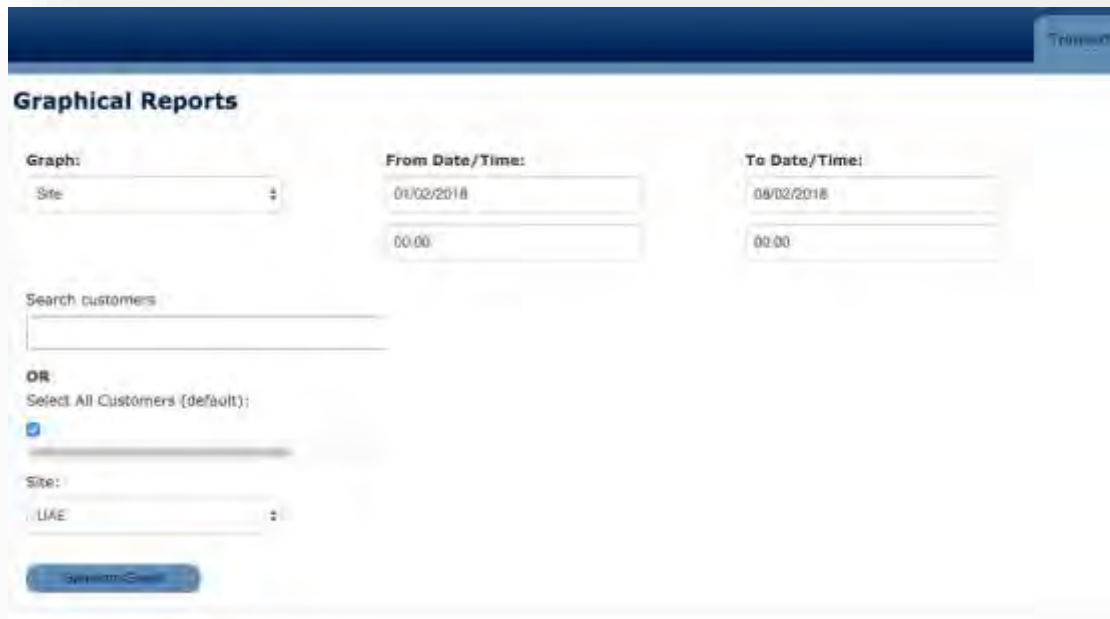 Graphical Reports
Graph:
From Date/Time:
To Date/Time:
Site
01/02/2018
08/02/2018
00:00
00:00
Search customers
OR
Select All Customers (default):
Site:
UAE